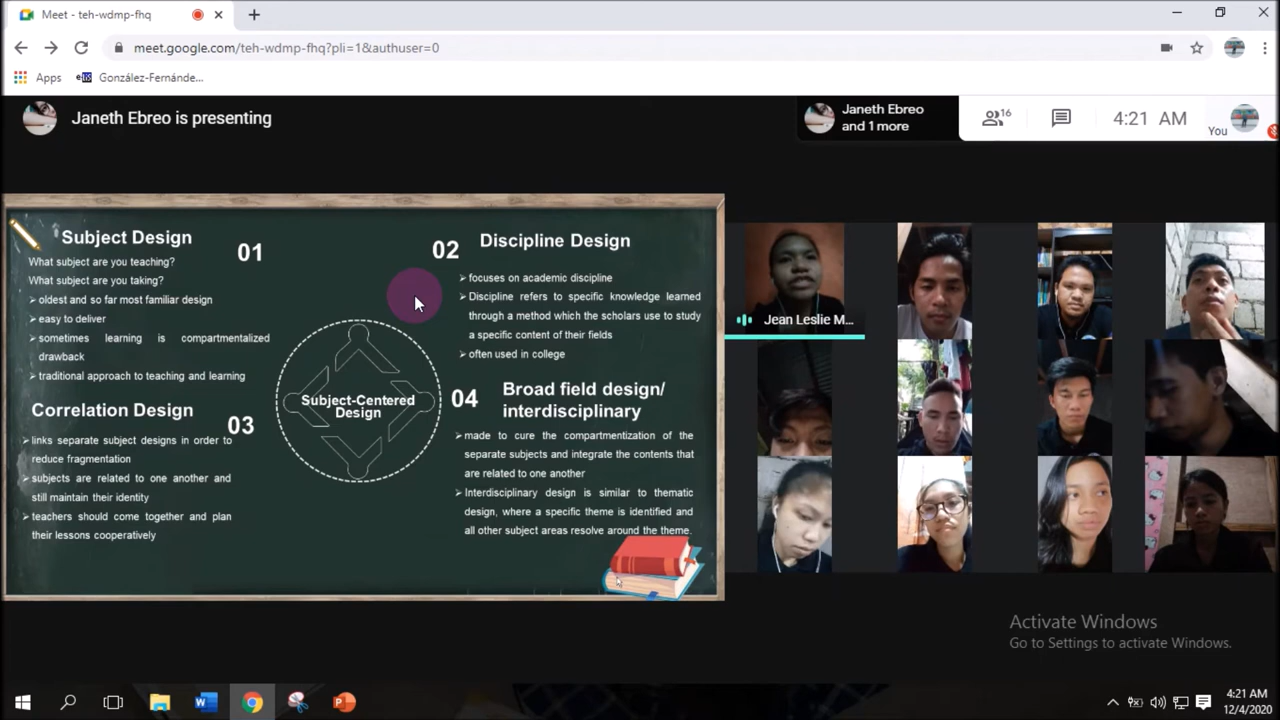 Meet - teh-wdmp-fhq
meet.google.com/teh-wdmp-fhq?pli=1&authuser=0
Apps
González-Fernánde...
Janeth Ebreo is presenting
Janeth Ebreo
and 1 more
16
4:21 AM
You
Subject Design
01
What subject are you teaching?
What subject are you taking?
oldest and so far most familiar design
easy to deliver
sometimes learning is compartmentalized
drawback
traditional approach to teaching and learning
02
Discipline Design
focuses on academic discipline
Discipline refers to specific knowledge learned
through a method which the scholars use to study
a specific content of their fields
often used in college
Subject-Centered
Design
Correlation Design
03
links separate subject designs in order to
reduce fragmentation
subjects are related to one another and
still maintain their identity
teachers should come together and plan
their lessons cooperatively
04
Broad field design/
interdisciplinary
made to cure the compartmentization of the
separate subjects and integrate the contents that
are related to one another
Interdisciplinary design is similar to thematic
design, where a specific theme is identified and
all other subject areas resolve around the theme.
Jean Leslie M...
Activate Windows
Go to Settings to activate Windows.
4:21 AM
12/4/2020